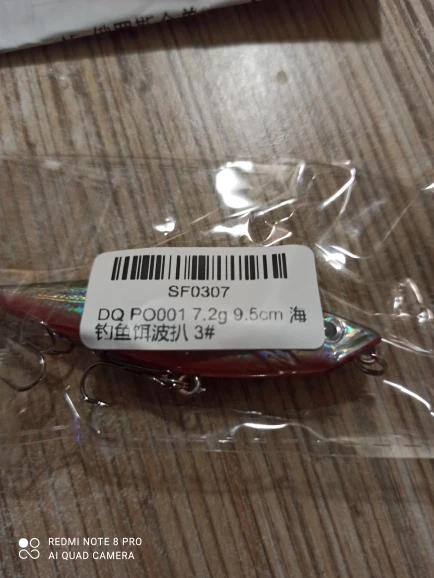 SF0307
DQ PO001 7.2g 9.5cm 海
钓鱼饵波扒 3#
REDMI NOTE 8 PRO
AI QUAD CAMERA